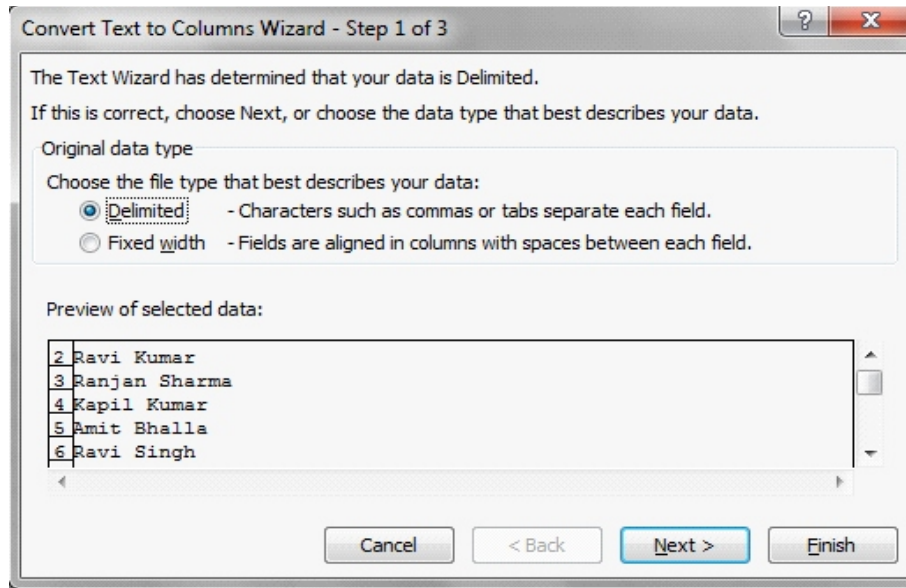 Convert Text to Columns Wizard - Step 1 of 3
The Text Wizard has determined that your data is Delimited.
If this is correct, choose Next, or choose the data type that best describes your data.
Original data type
Choose the file type that best describes your data:
Delimited - Characters such as commas or tabs separate each field.
Fixed width - Fields are aligned in columns with spaces between each field.
Preview of selected data:
2 Ravi Kumar
3 Ranjan Sharma
4 Kapil Kumar
5 Amit Bhalla
6 Ravi Singh
Cancel < Back Next > Finish